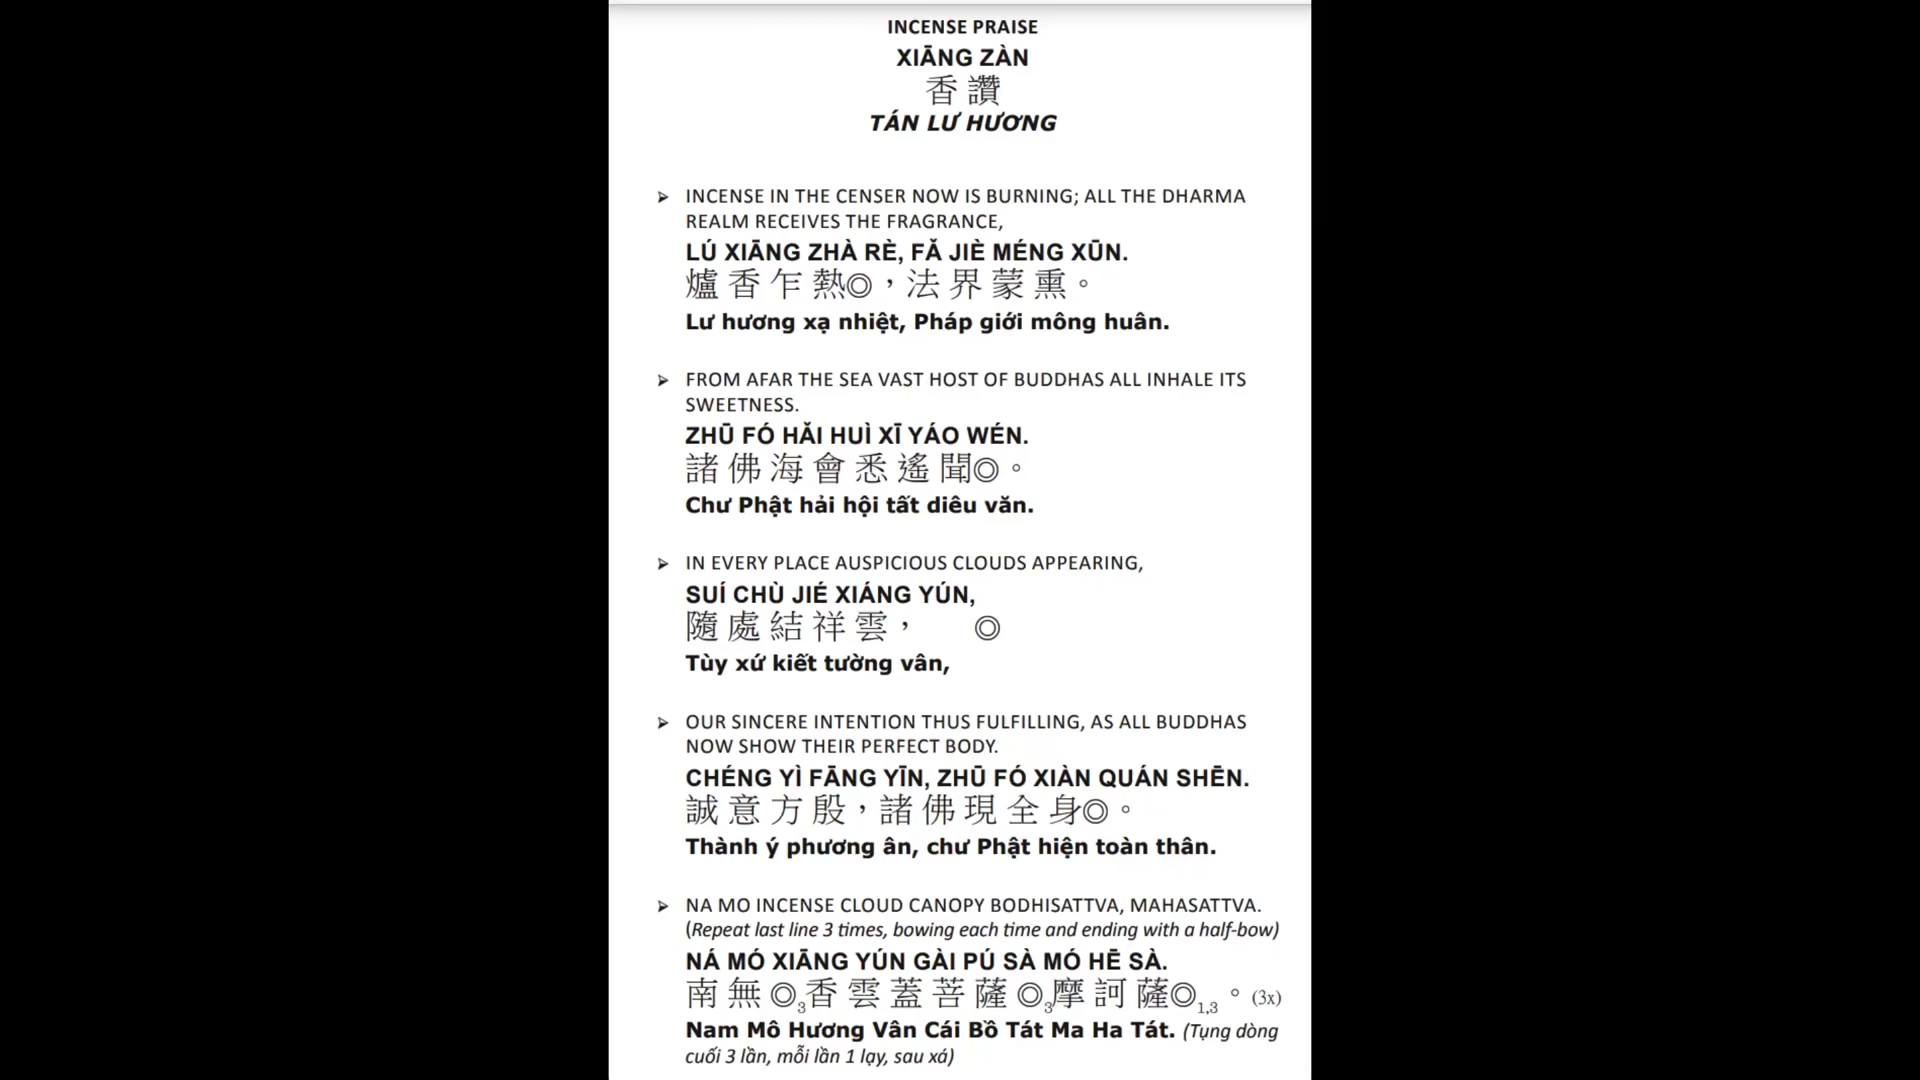 INCENSE PRAISE
XIĀNG ZÀN
香 讚
TÁN LƯ HƯƠNG
➢ INCENSE IN THE CENSER NOW IS BURNING; ALL THE DHARMA
REALM RECEIVES THE FRAGRANCE,
LÚ XIĀNG ZHÀ RÈ, FǍ JIÈ MÉNG XŪN.
爐 香 乍 熱◎，法 界 蒙 熏。
Lư hương xạ nhiệt, Pháp giới mông huân.
➢ FROM AFAR THE SEA VAST HOST OF BUDDHAS ALL INHALE ITS
SWEETNESS.
ZHŪ FÓ HǍI HUÌ XĪ YÁO WÉN.
諸 佛 海 會 悉 遙 聞◎。
Chư Phật hải hội tất diêu văn.
➢ IN EVERY PLACE AUSPICIOUS CLOUDS APPEARING,
SUÍ CHÙ JIÉ XIÁNG YÚN,
隨 處 結 祥 雲， ◎
Tùy xứ kiết tường vân,
➢ OUR SINCERE INTENTION THUS FULFILLING, AS ALL BUDDHAS
NOW SHOW THEIR PERFECT BODY.
CHÉNG YÌ FĀNG YĪN, ZHŪ FÓ XIÀN QUÁN SHĒN.
誠 意 方 殷，諸 佛 現 全 身◎。
Thành ý phương ân, chư Phật hiện toàn thân.
➢ NA MO INCENSE CLOUD CANOPY BODHISATTVA, MAHASATTVA.
(Repeat last line 3 times, bowing each time and ending with a half-bow)
NÁ MÓ XIĀNG YÚN GÀI PÚ SÀ MÓ HĒ SÀ.
南 無 ◎3香 雲 蓋 菩 薩 ◎3摩 訶 薩◎1,3。(3x)
Nam Mô Hương Vân Cái Bồ Tát Ma Ha Tát. (Tụng dòng
cuối 3 lần, mỗi lần 1 lạy, sau xá)